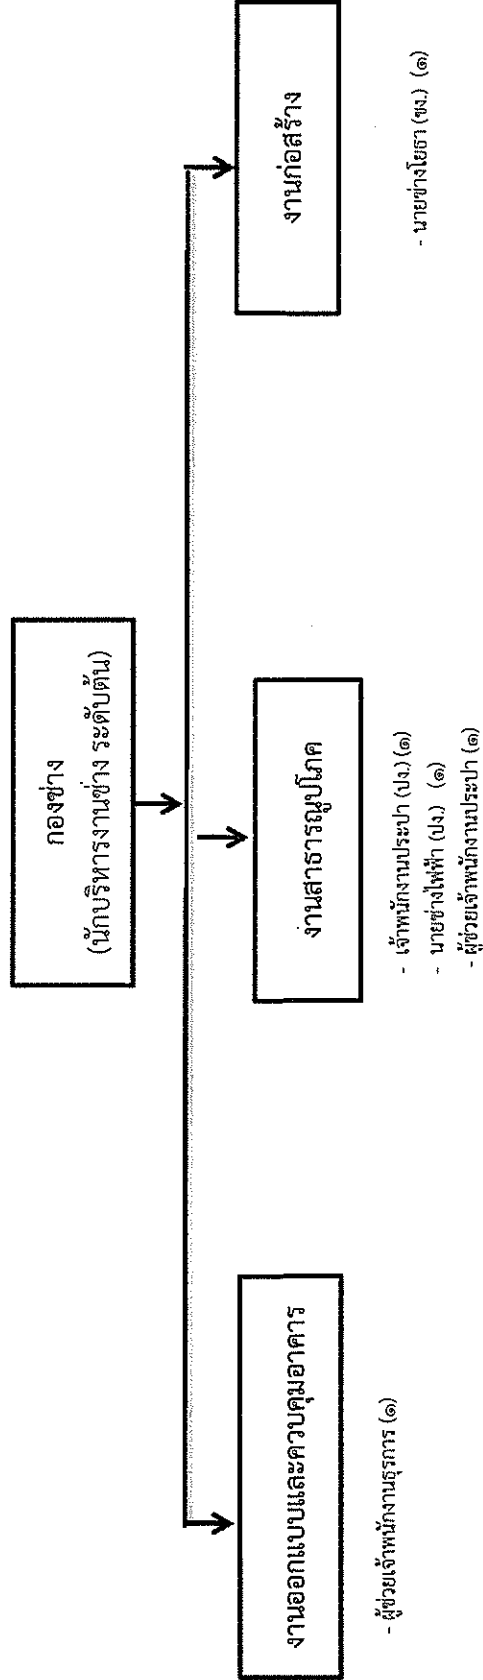 กองช่าง
(นักบริหารงานช่าง ระดับต้น)
งานออกแบบและควบคุมอาคาร
- ผู้ช่วยเจ้าพนักงานธุรการ (๑)
งานสาธารณูปโภค
- เจ้าพนักงานประปา (ปง.) (๑)
- นายช่างไฟฟ้า (ปง.) (๑)
- ผู้ช่วยเจ้าพนักงานประปา (๑)
งานก่อสร้าง
- นายช่างโยธา (ชง.) (๑)